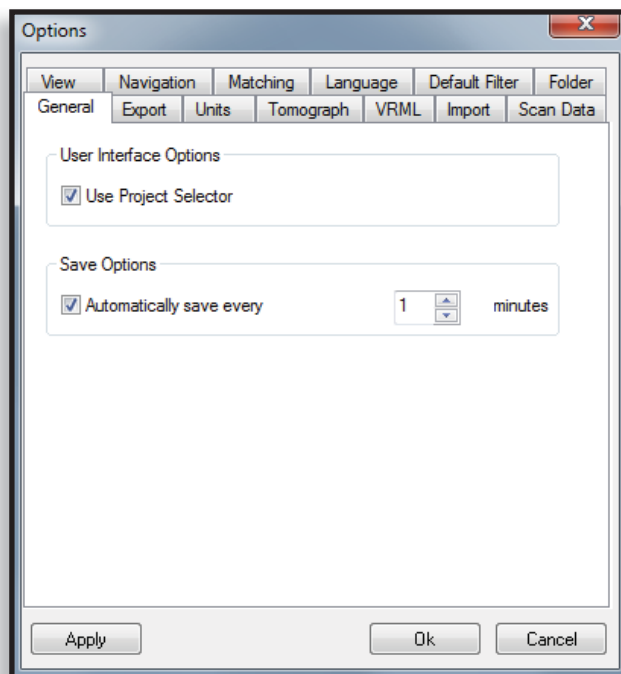 Options
View Navigation Matching Language Default Filter Folder
General Export Units Tomograph VRML Import Scan Data
User Interface Options
Use Project Selector
Save Options
Automatically save every 1 minutes
Apply Ok Cancel